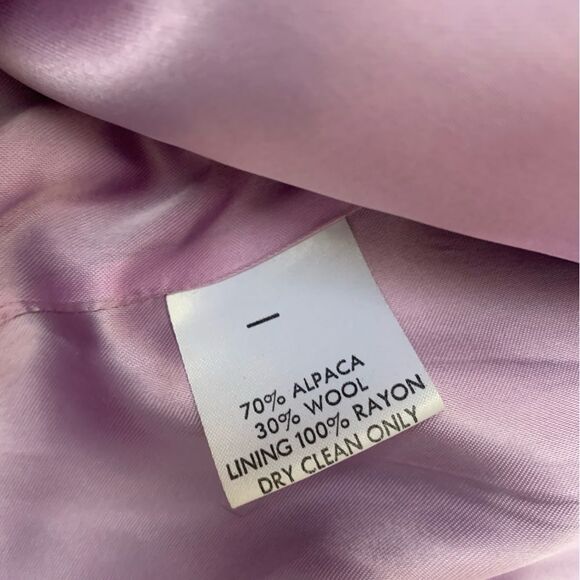 —
70% ALPACA
30% WOOL
LINING 100% RAYON
DRY CLEAN ONLY